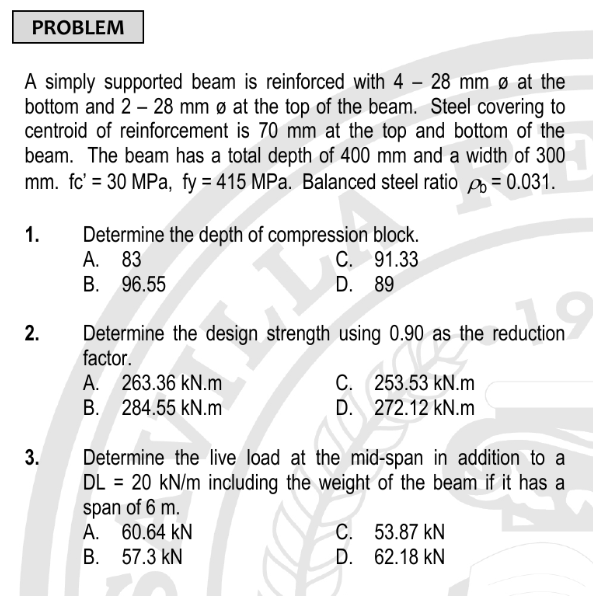 PROBLEM
A simply supported beam is reinforced with 4 – 28 mm ø at the
bottom and 2 – 28 mm ø at the top of the beam. Steel covering to
centroid of reinforcement is 70 mm at the top and bottom of the
beam. The beam has a total depth of 400 mm and a width of 300
mm. fc' = 30 MPa, fy = 415 MPa. Balanced steel ratio ρb = 0.031.
1. Determine the depth of compression block.
A. 83 C. 91.33
B. 96.55 D. 89
2. Determine the design strength using 0.90 as the reduction
factor.
A. 263.36 kN.m C. 253.53 kN.m
B. 284.55 kN.m D. 272.12 kN.m
3. Determine the live load at the mid-span in addition to a
DL = 20 kN/m including the weight of the beam if it has a
span of 6 m.
A. 60.64 kN C. 53.87 kN
B. 57.3 kN D. 62.18 kN